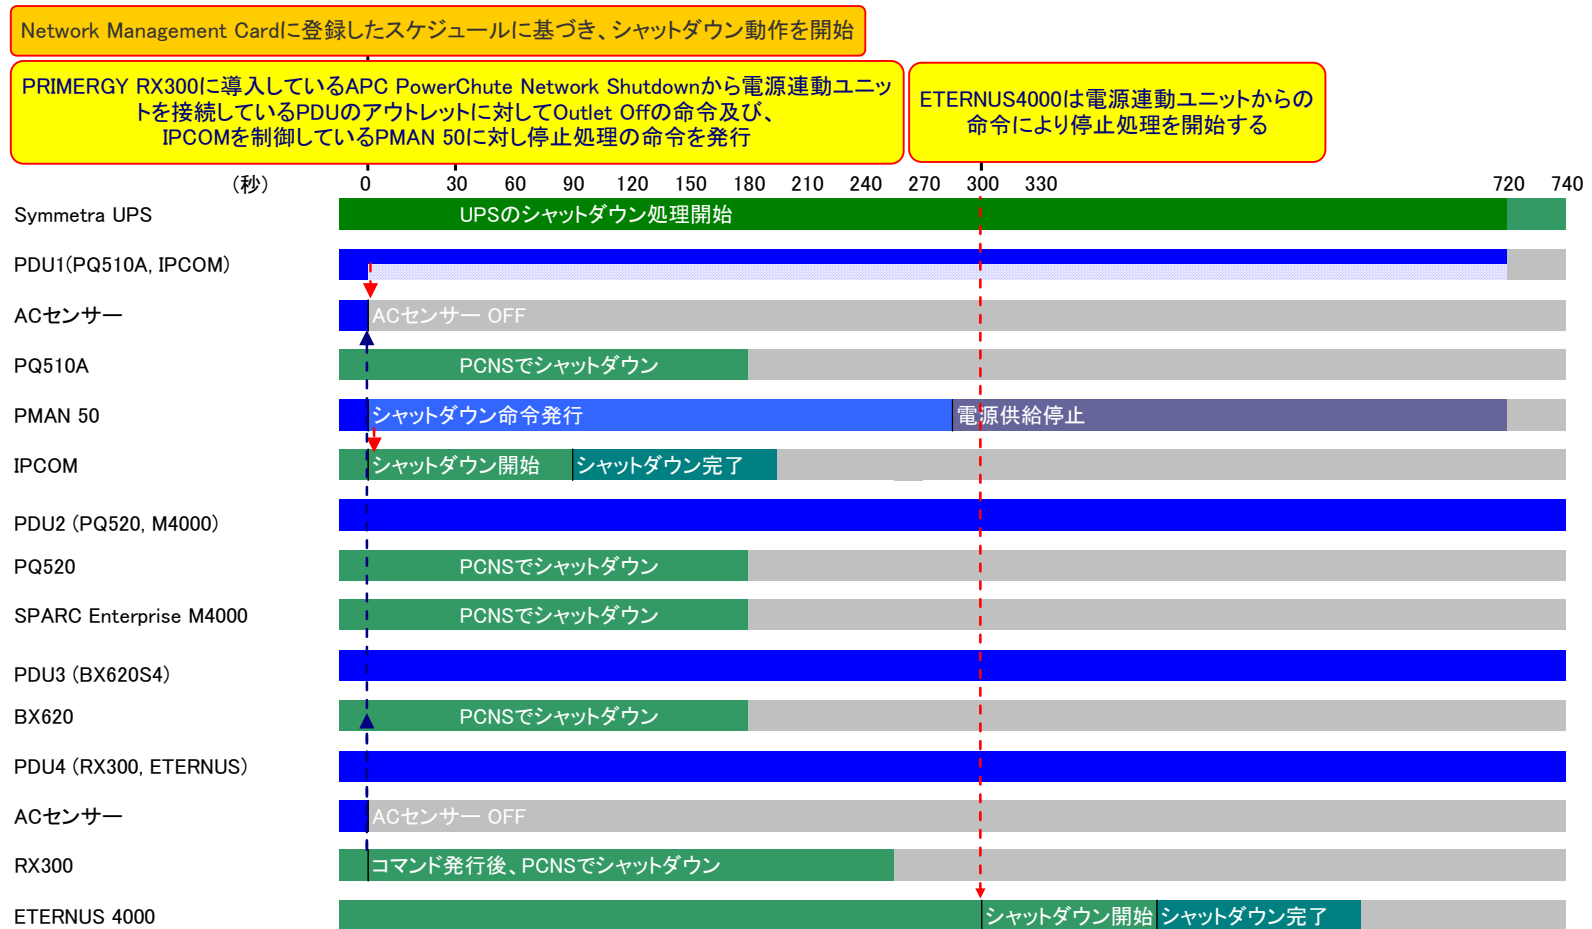 Network Management Cardに登録したスケジュールに基づき、シャットダウン動作を開始
PRIMERGY RX300に導入しているAPC PowerChute Network Shutdownから電源連動ユニッ
トを接続しているPDUのアウトレットに対してOutlet Offの命令及び、
IPCOMを制御しているPMAN 50に対し停止処理の命令を発行
ETERNUS4000は電源連動ユニットからの
命令により停止処理を開始する
(秒) 0 30 60 90 120 150 180 210 240 270 300 330 720 740
Symmetra UPS UPSのシャットダウン処理開始
PDU1(PQ510A, IPCOM)
ACセンサー ACセンサー OFF
PQ510A PCNSでシャットダウン
PMAN 50 シャットダウン命令発行 電源供給停止
IPCOM シャットダウン開始 シャットダウン完了
PDU2 (PQ520, M4000)
PQ520 PCNSでシャットダウン
SPARC Enterprise M4000 PCNSでシャットダウン
PDU3 (BX620S4)
BX620 PCNSでシャットダウン
PDU4 (RX300, ETERNUS)
ACセンサー ACセンサー OFF
RX300 コマンド発行後、PCNSでシャットダウン
ETERNUS 4000 シャットダウン開始 シャットダウン完了